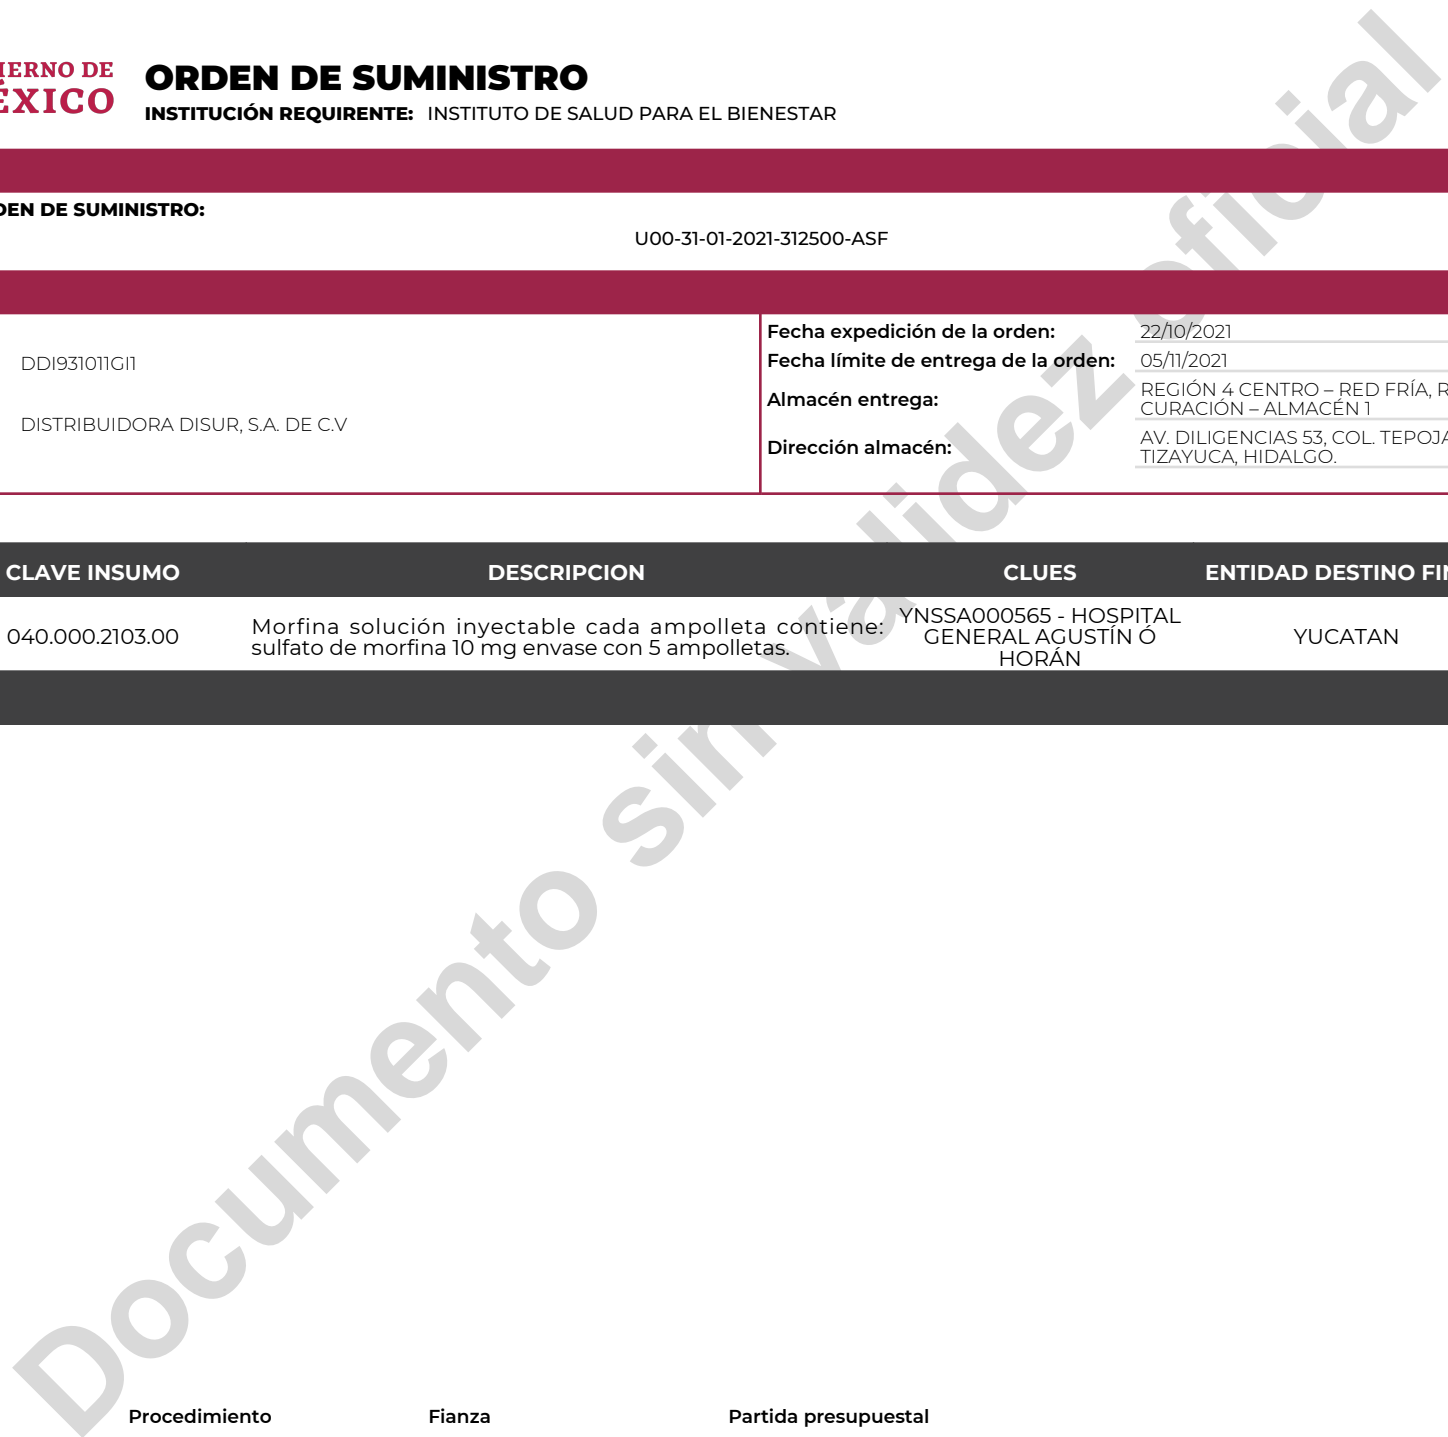 IERNO DE
ÉXICO
ORDEN DE SUMINISTRO
INSTITUCIÓN REQUIRENTE: INSTITUTO DE SALUD PARA EL BIENESTAR
DEN DE SUMINISTRO:
U00-31-01-2021-312500-ASF
DDI931011GI1
DISTRIBUIDORA DISUR, S.A. DE C.V
Fecha expedición de la orden: 22/10/2021
Fecha límite de entrega de la orden: 05/11/2021
Almacén entrega: REGIÓN 4 CENTRO – RED FRÍA, R
CURACIÓN – ALMACÉN 1
Dirección almacén: AV. DILIGENCIAS 53, COL. TEPOJA
TIZAYUCA, HIDALGO.
CLAVE INSUMO DESCRIPCION CLUES ENTIDAD DESTINO FIN
040.000.2103.00
Morfina solución inyectable cada ampolleta contiene:
sulfato de morfina 10 mg envase con 5 ampolletas.
YNSSA000565 - HOSPITAL
GENERAL AGUSTÍN Ó
HORÁN
YUCATAN
Documento sin validez oficial
Procedimiento Fianza Partida presupuestal